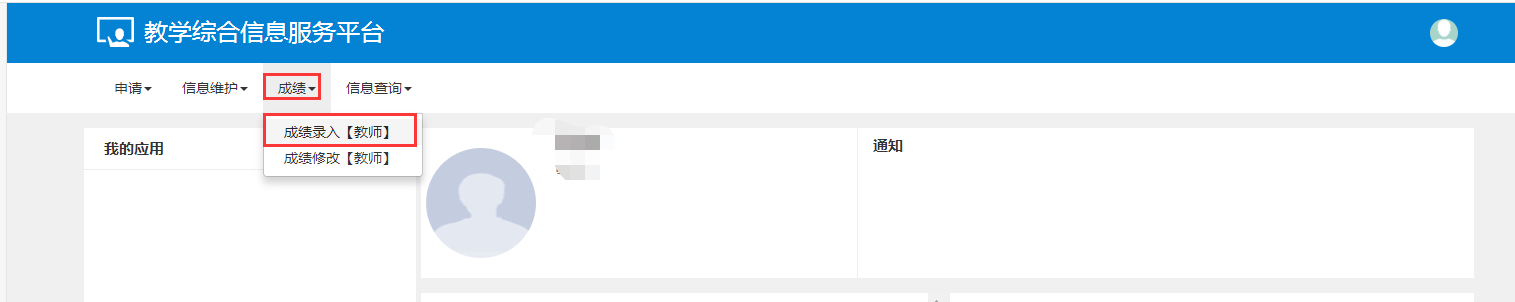 教学综合信息服务平台
申请 信息维护 成绩 信息查询
成绩录入【教师】
成绩修改【教师】
我的应用
通知